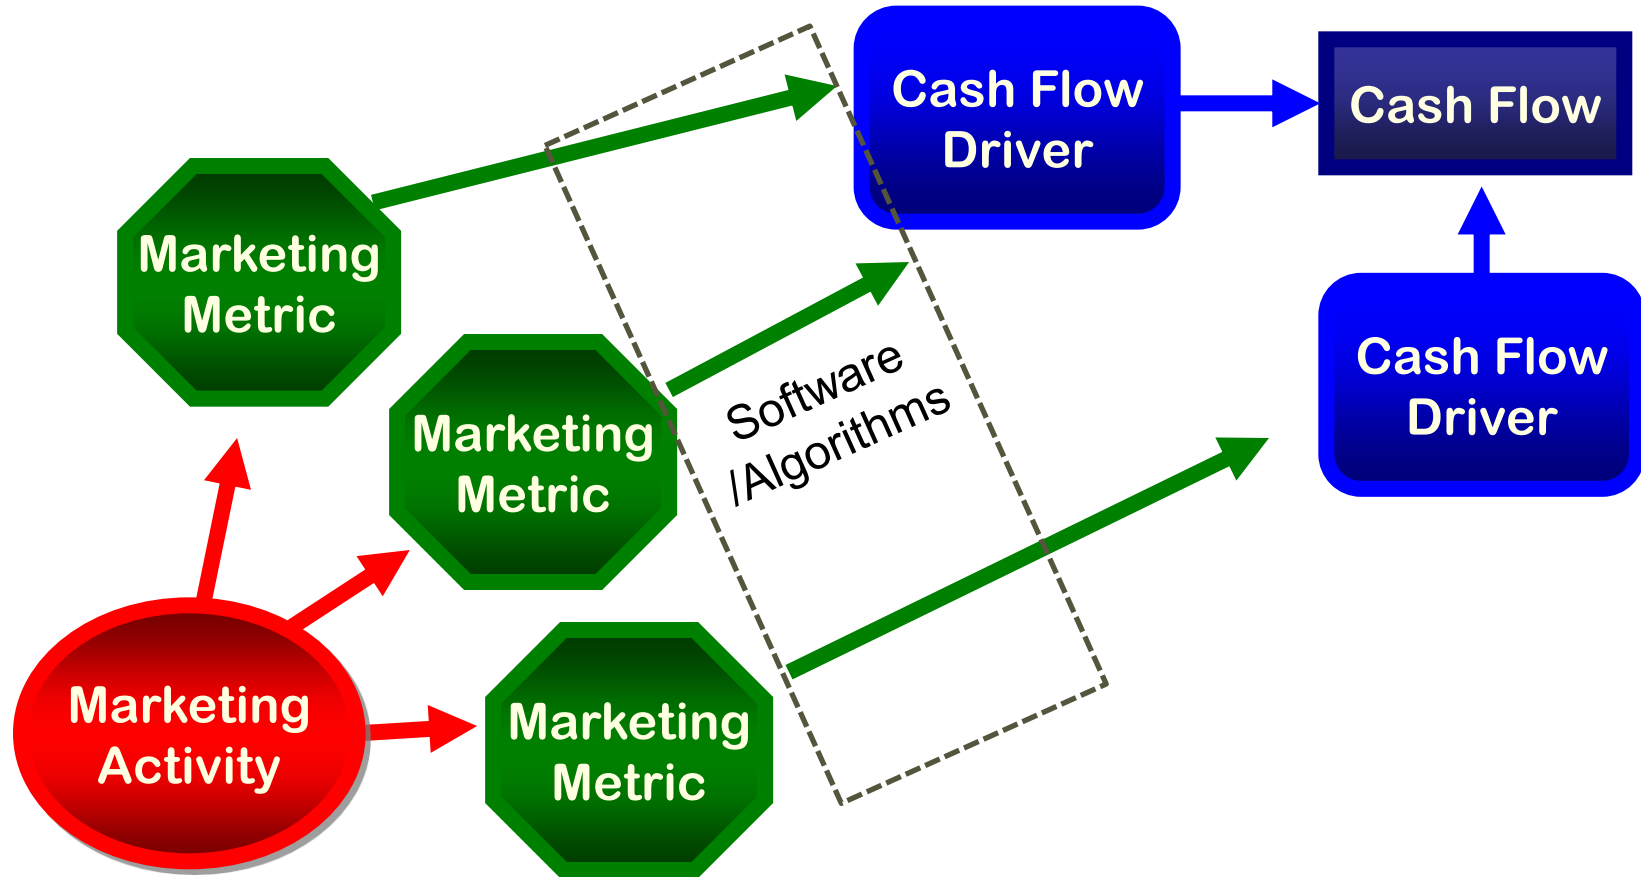 Cash Flow
Driver
Cash Flow
Marketing
Metric
Marketing
Metric
Software
/Algorithms
Cash Flow
Driver
Marketing
Activity
Marketing
Metric